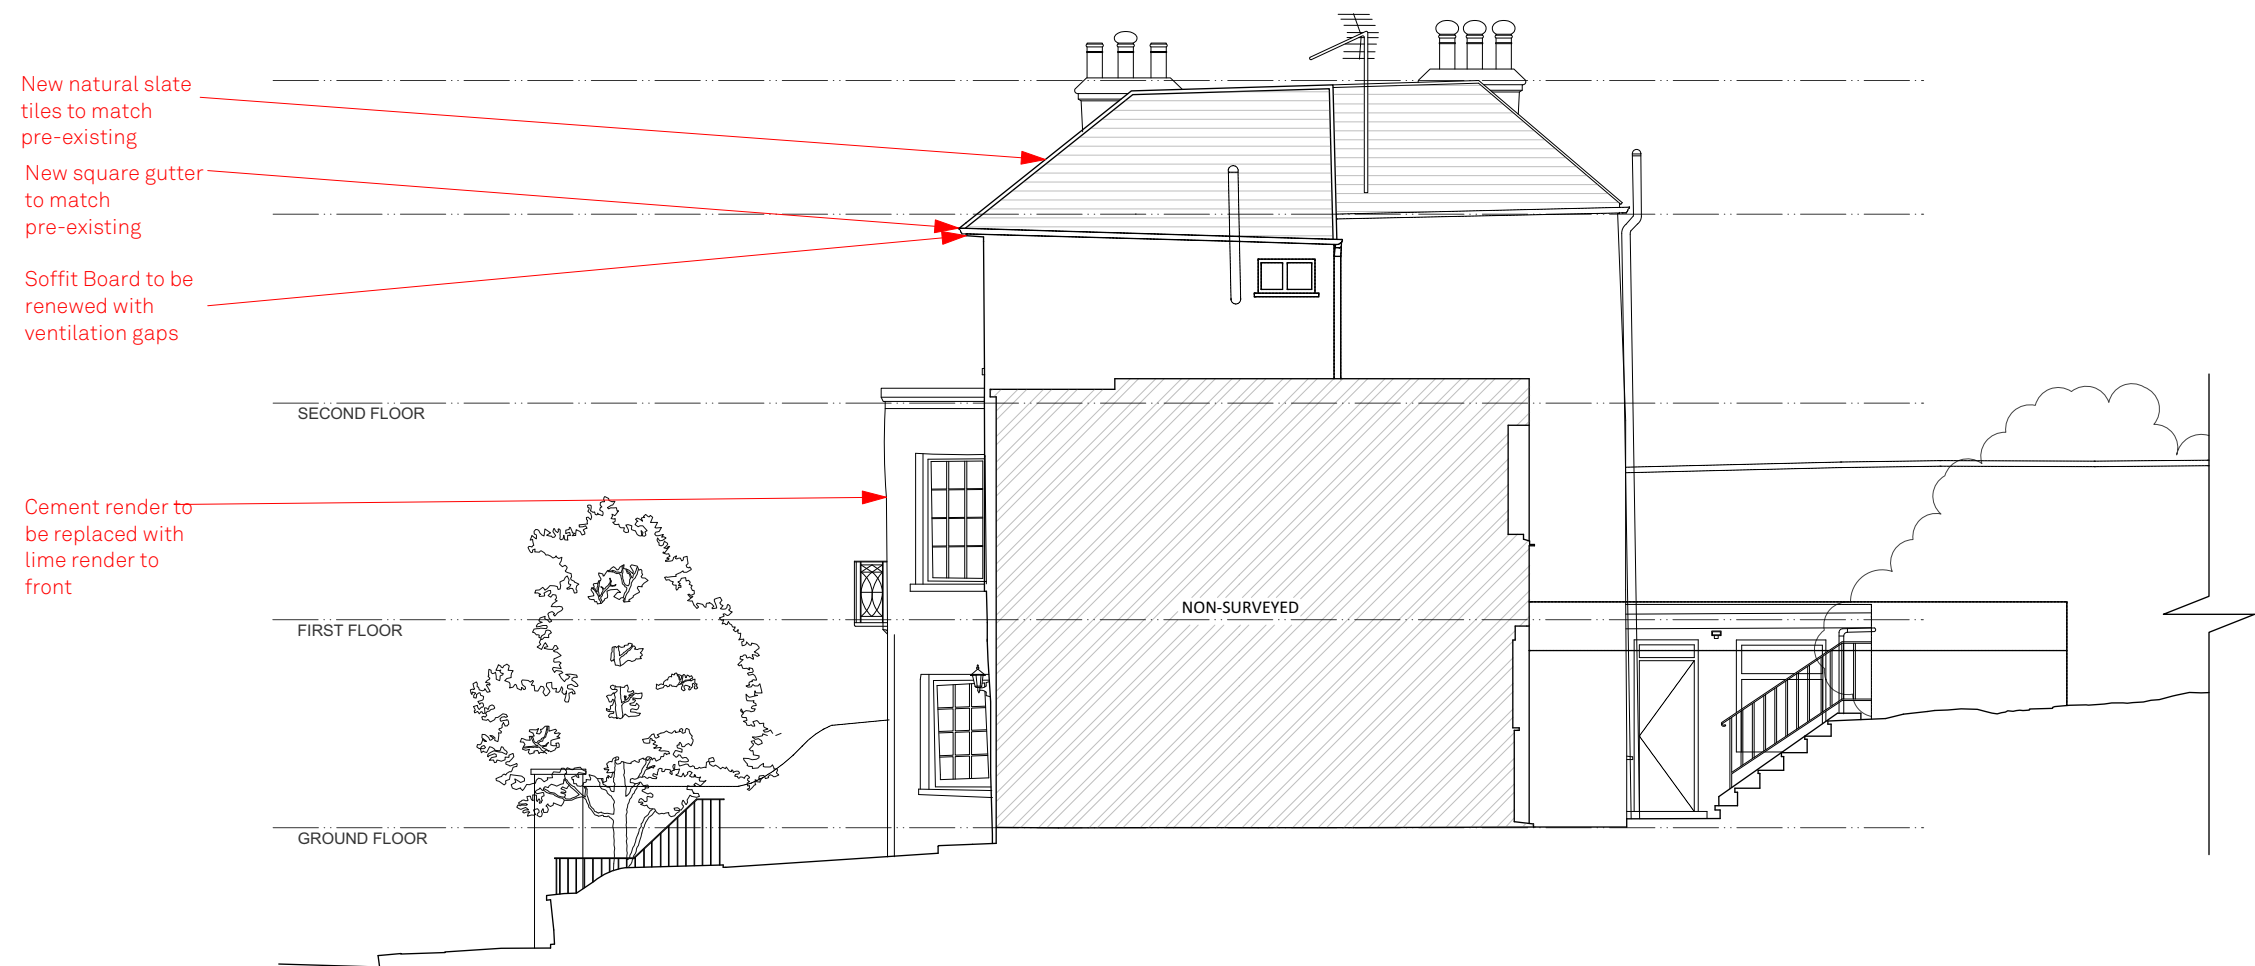 New natural slate
tiles to match
pre-existing
New square gutter
to match
pre-existing
Soffit Board to be
renewed with
ventilation gaps
SECOND FLOOR
Cement render to
be replaced with
lime render to
front
NON-SURVEYED
FIRST FLOOR
GROUND FLOOR